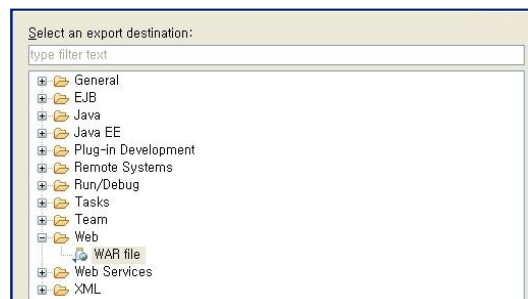 Select an export destination:
type filter text
General
EJB
Java
Java EE
Plug-in Development
Remote Systems
Run/Debug
Tasks
Team
Web
WAR file
Web Services
XML